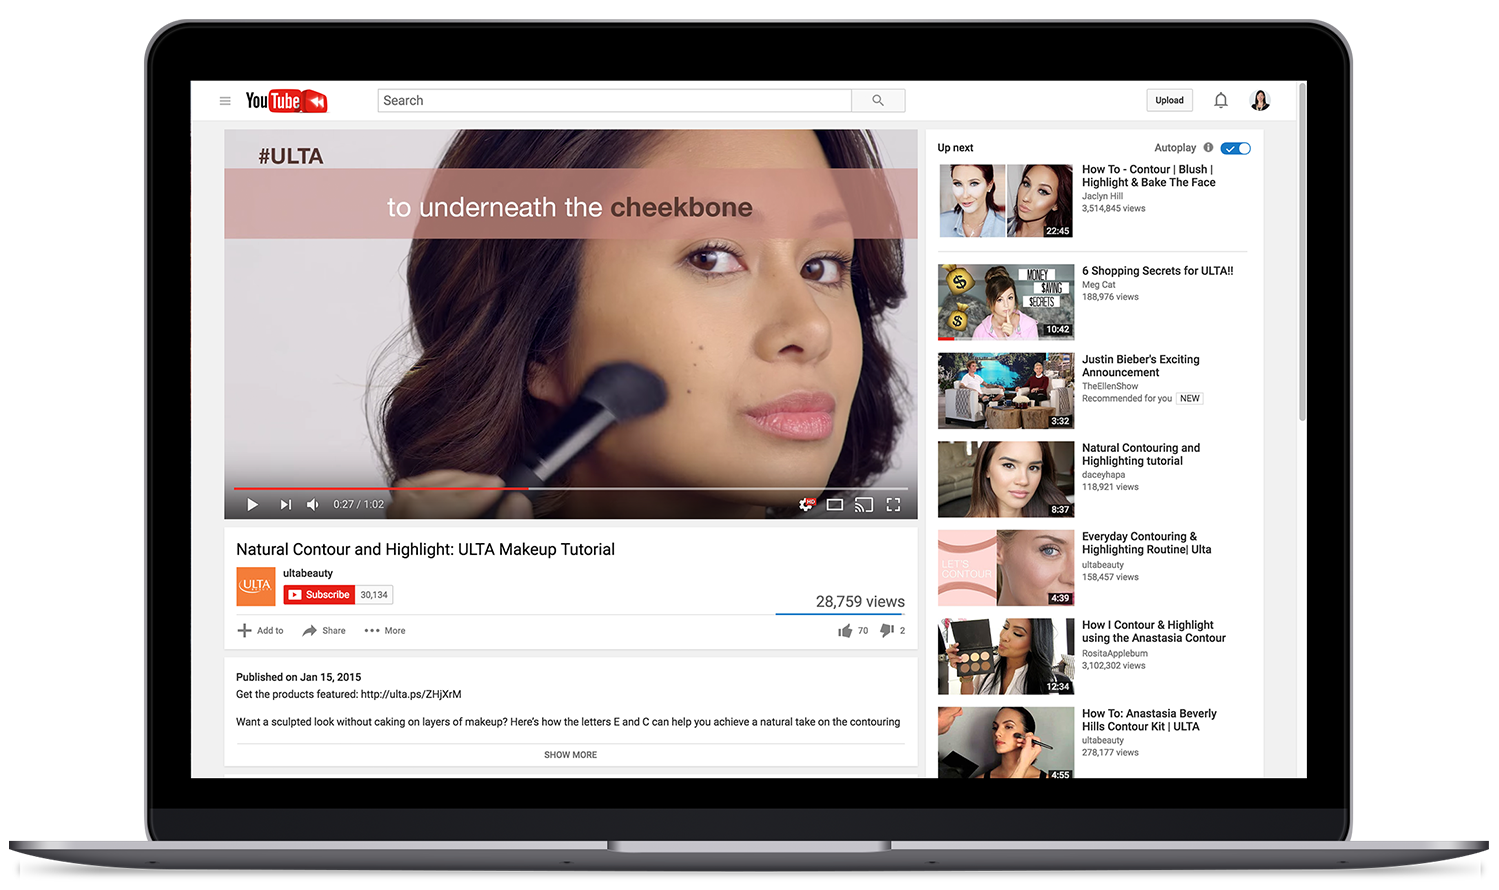 YouTube
Search
Upload
#ULTA
to underneath the cheekbone
0:27 / 1:02
HD
Natural Contour and Highlight: ULTA Makeup Tutorial
ULTA
ultabeauty
Subscribe 30,134
28,759 views
Add to Share More 70 2
Published on Jan 15, 2015
Get the products featured: http://ulta.ps/ZHjXrM
Want a sculpted look without caking on layers of makeup? Here's how the letters E and C can help you achieve a natural take on the contouring
SHOW MORE
Up next Autoplay
22:45
How To - Contour | Blush |
Highlight & Bake The Face
Jaclyn Hill
3,514,845 views
MONEY
$AVING
$ECRETS
10:42
6 Shopping Secrets for ULTA!!
Meg Cat
188,976 views
3:32
Justin Bieber's Exciting
Announcement
TheEllenShow
Recommended for you NEW
8:37
Natural Contouring and
Highlighting tutorial
daceyhapa
118,921 views
LET'S
CONTOUR
4:39
Everyday Contouring &
Highlighting Routine| Ulta
ultabeauty
158,457 views
12:34
How I Contour & Highlight
using the Anastasia Contour
RositaApplebum
3,102,302 views
4:55
How To: Anastasia Beverly
Hills Contour Kit | ULTA
ultabeauty
278,177 views